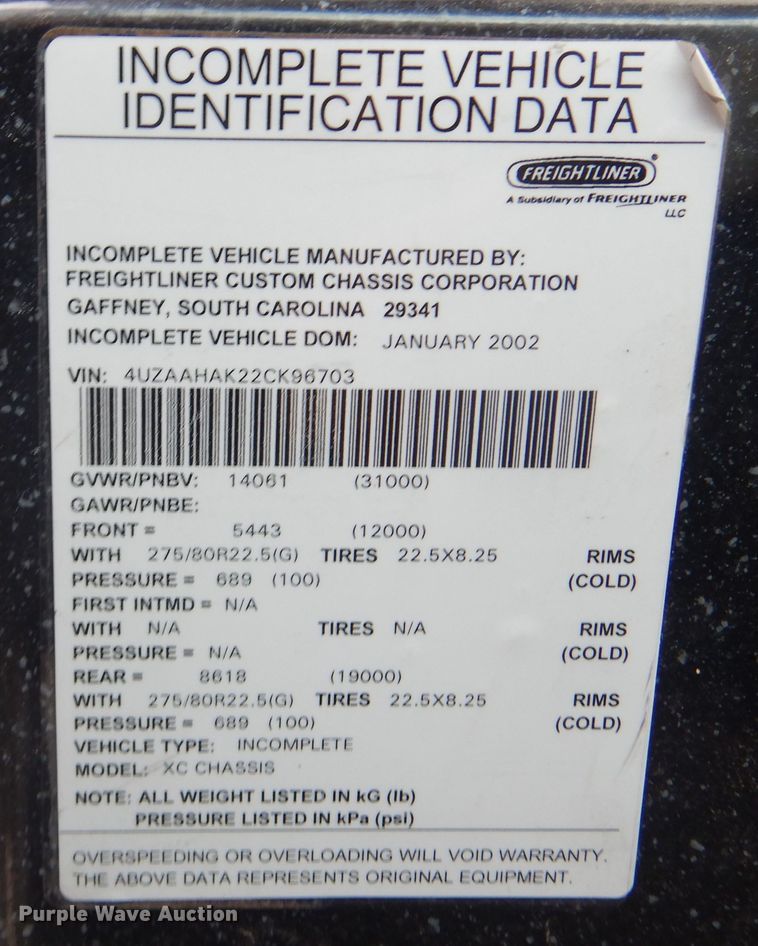 INCOMPLETE VEHICLE
IDENTIFICATION DATA
FREIGHTLINER®
A Subsidiary of FREIGHTLINER
LLC
INCOMPLETE VEHICLE MANUFACTURED BY:
FREIGHTLINER CUSTOM CHASSIS CORPORATION
GAFFNEY, SOUTH CAROLINA 29341
INCOMPLETE VEHICLE DOM: JANUARY 2002
VIN: 4UZAAHAK22CK96703
GVWR/PNBV: 14061 (31000)
GAWR/PNBE:
FRONT = 5443 (12000)
WITH 275/80R22.5(G) TIRES 22.5X8.25 RIMS
PRESSURE = 689 (100) (COLD)
FIRST INTMD = N/A
WITH N/A TIRES N/A RIMS
PRESSURE = N/A (COLD)
REAR = 8618 (19000)
WITH 275/80R22.5(G) TIRES 22.5X8.25 RIMS
PRESSURE = 689 (100) (COLD)
VEHICLE TYPE: INCOMPLETE
MODEL: XC CHASSIS
NOTE: ALL WEIGHT LISTED IN kG (lb)
PRESSURE LISTED IN kPa (psi)
OVERSPEEDING OR OVERLOADING WILL VOID WARRANTY.
THE ABOVE DATA REPRESENTS ORIGINAL EQUIPMENT.
Purple Wave Auction